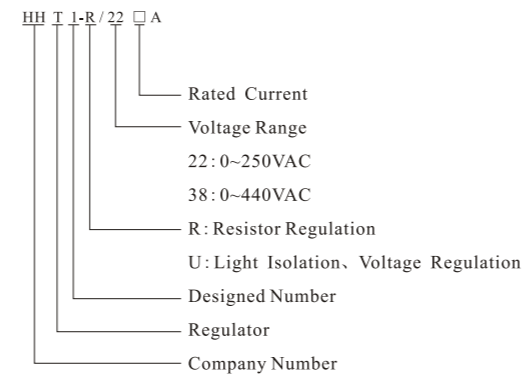 HH T 1-R/22 □ A
Rated Current
Voltage Range
22:0~250VAC
38:0~440VAC
R:Resistor Regulation
U:Light Isolation、Voltage Regulation
Designed Number
Regulator
Company Number